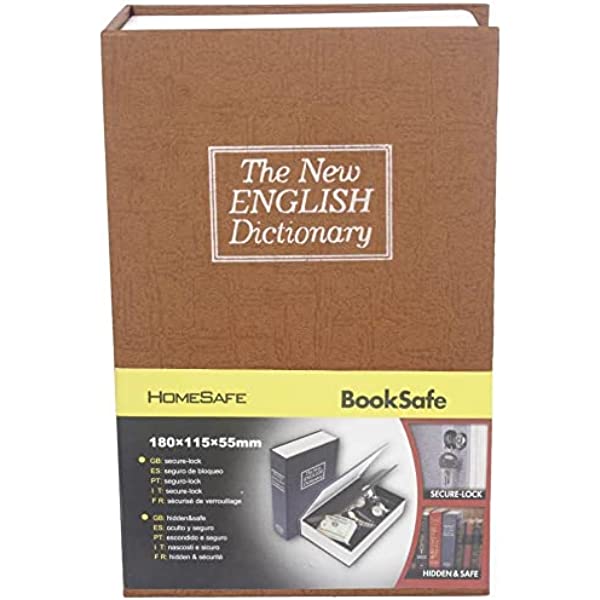 The New
ENGLISH
Dictionary
HOMESAFE
BookSafe
180×115×55mm
GB: secure-lock
ES: seguro de bloqueo
PT: seguro-lock
I T: secure-lock
F R: sécurisé de verrouillage
GB: hidden&safe
ES: oculto y seguro
PT: escondido e seguro
I T: nascosti e sicuro
F R: hidden & sécurité
SECURE-LOCK
HIDDEN & SAFE